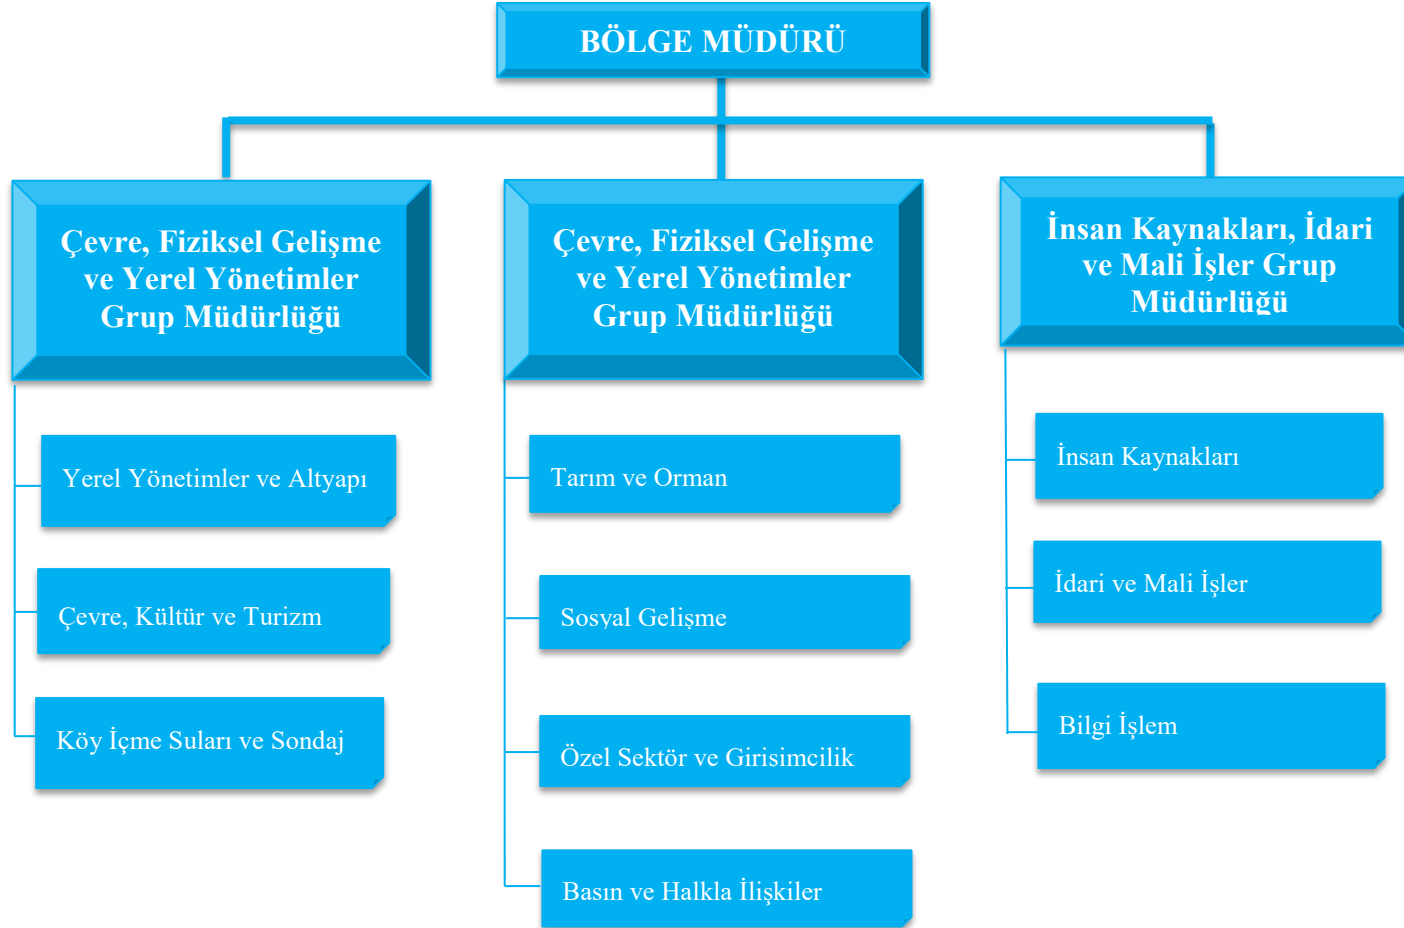 BÖLGE MÜDÜRÜ
Çevre, Fiziksel Gelişme
ve Yerel Yönetimler
Grup Müdürlüğü
Yerel Yönetimler ve Altyapı
Çevre, Kültür ve Turizm
Köy İçme Suları ve Sondaj
Çevre, Fiziksel Gelişme
ve Yerel Yönetimler
Grup Müdürlüğü
Tarım ve Orman
Sosyal Gelişme
Özel Sektör ve Girisimcilik
Basın ve Halkla İlişkiler
İnsan Kaynakları, İdari
ve Mali İşler Grup
Müdürlüğü
İnsan Kaynakları
İdari ve Mali İşler
Bilgi İşlem